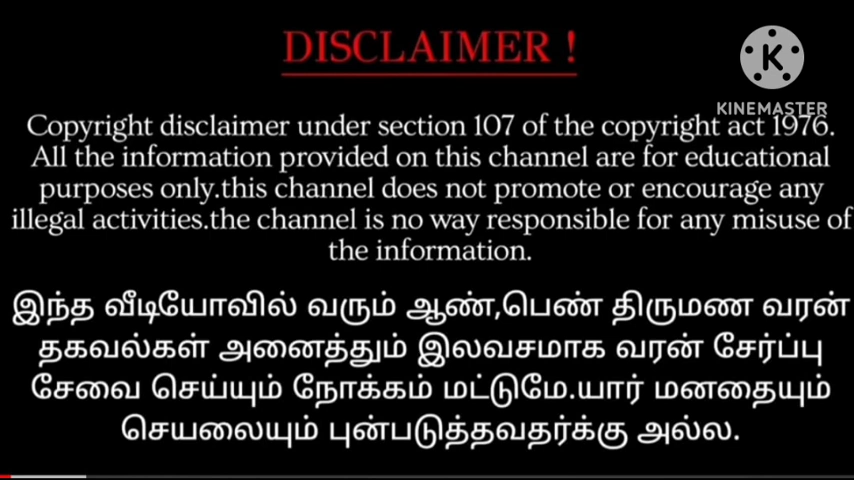 DISCLAIMER !
K
KINEMASTER
Copyright disclaimer under section 107 of the copyright act 1976.
All the information provided on this channel are for educational
purposes only.this channel does not promote or encourage any
illegal activities.the channel is no way responsible for any misuse of
the information.
இந்த வீடியோவில் வரும் ஆண்,பெண் திருமண வரன்
தகவல்கள் அனைத்தும் இலவசமாக வரன் சேர்ப்பு
சேவை செய்யும் நோக்கம் மட்டுமே.யார் மனதையும்
செயலையும் புன்படுத்தவதர்க்கு அல்ல.